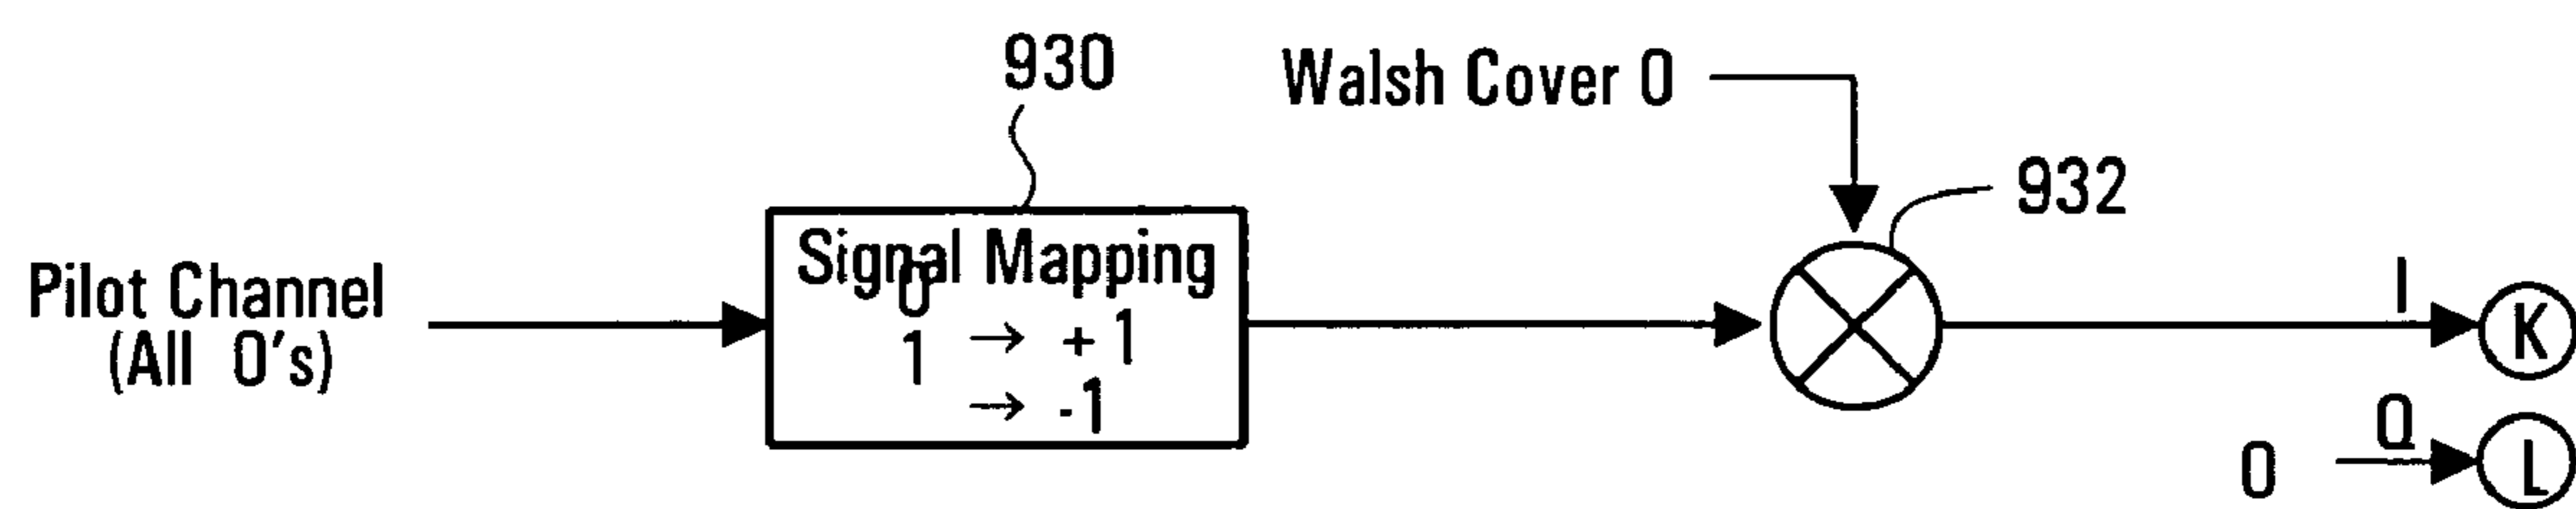 930
Walsh Cover 0
932
Pilot Channel
(All 0's)
Signal Mapping
0
1 → +1
→ -1
I
K
Q
0
L